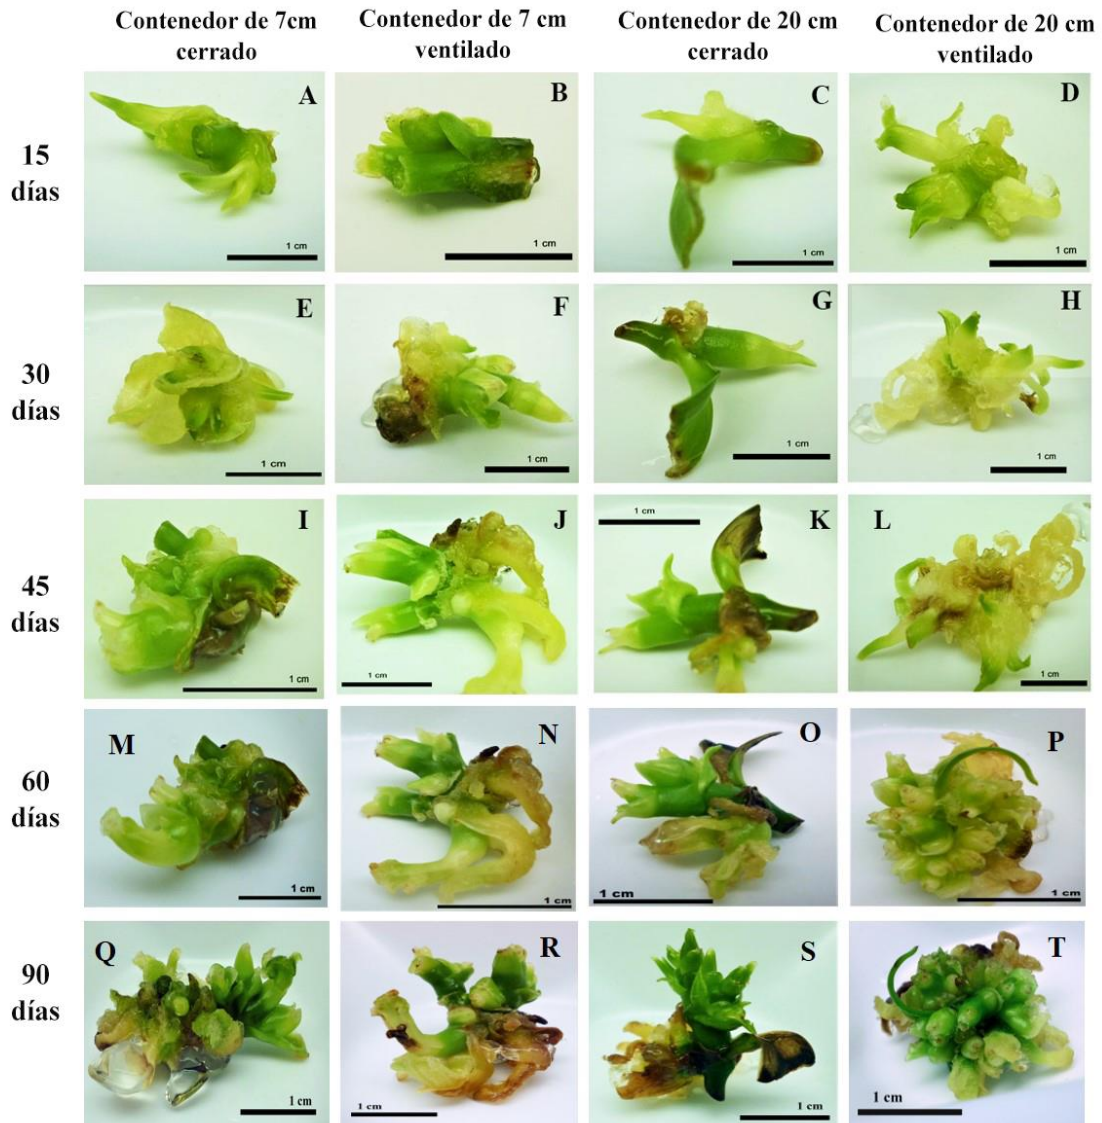 Contenedor de 7cm
cerrado
Contenedor de 7 cm
ventilado
Contenedor de 20 cm
cerrado
Contenedor de 20 cm
ventilado
15
días
A
1 cm
B
1 cm
C
1 cm
D
1 cm
30
días
E
1 cm
F
1 cm
G
1 cm
H
1 cm
45
días
I
1 cm
J
1 cm
K
1 cm
L
1 cm
60
días
M
1 cm
N
1 cm
O
1 cm
P
1 cm
90
días
Q
1 cm
R
1 cm
S
1 cm
T
1 cm